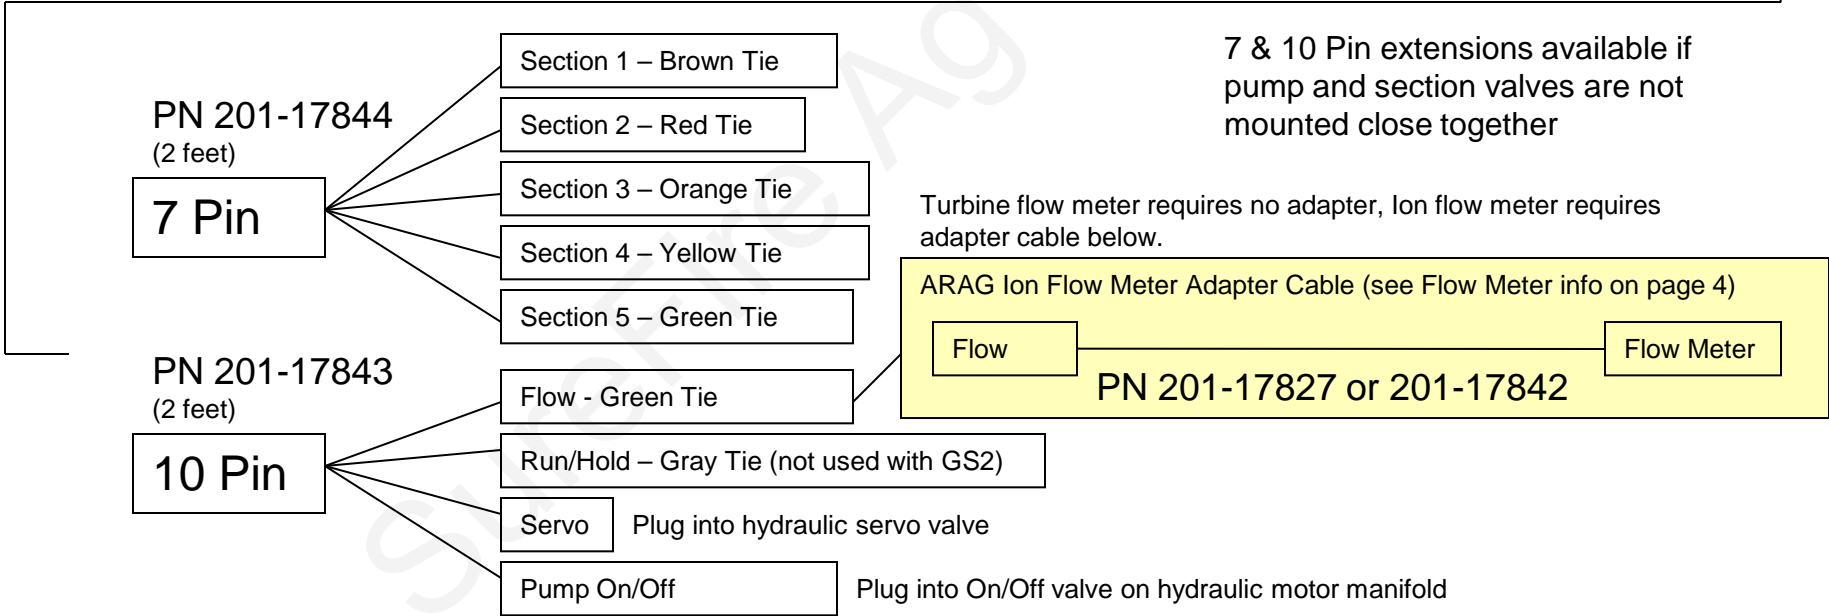 7 & 10 Pin extensions available if
pump and section valves are not
mounted close together
PN 201-17844
(2 feet)
7 Pin
Section 1 – Brown Tie
Section 2 – Red Tie
Section 3 – Orange Tie
Section 4 – Yellow Tie
Section 5 – Green Tie
Turbine flow meter requires no adapter, Ion flow meter requires
adapter cable below.
ARAG Ion Flow Meter Adapter Cable (see Flow Meter info on page 4)
Flow
Flow Meter
PN 201-17827 or 201-17842
PN 201-17843
(2 feet)
10 Pin
Flow - Green Tie
Run/Hold – Gray Tie (not used with GS2)
Servo
Plug into hydraulic servo valve
Pump On/Off
Plug into On/Off valve on hydraulic motor manifold
SureFire Ag